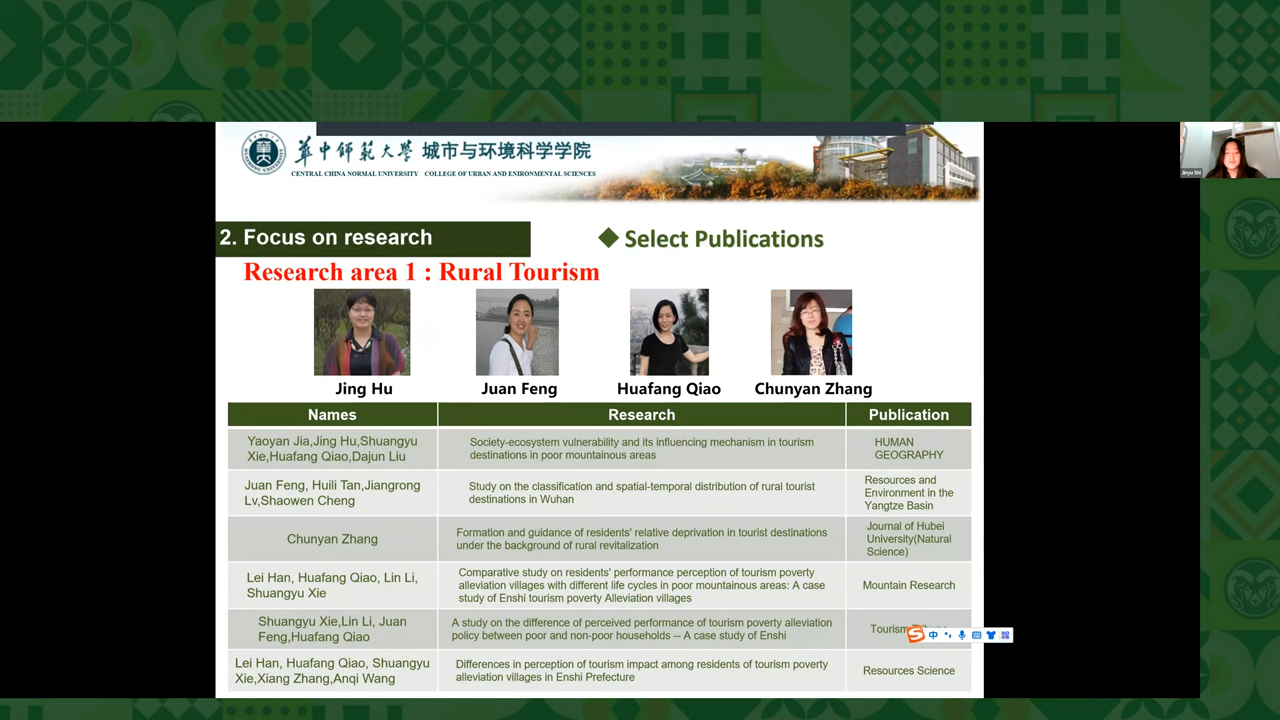 華中师範大學 城市与环境科学学院
CENTRAL CHINA NORMAL UNIVERSITY COLLEGE OF URBAN AND ENIRONMENTAL SCIENCES
Jinyu Shi
2. Focus on research
Select Publications
Research area 1 : Rural Tourism
Jing Hu
Juan Feng
Huafang Qiao
Chunyan Zhang
Names
Research
Publication
Yaoyan Jia,Jing Hu,Shuangyu
Xie,Huafang Qiao,Dajun Liu
Society-ecosystem vulnerability and its influencing mechanism in tourism
destinations in poor mountainous areas
HUMAN
GEOGRAPHY
Juan Feng, Huili Tan,Jiangrong
Lv,Shaowen Cheng
Study on the classification and spatial-temporal distribution of rural tourist
destinations in Wuhan
Resources and
Environment in the
Yangtze Basin
Chunyan Zhang
Formation and guidance of residents' relative deprivation in tourist destinations
under the background of rural revitalization
Journal of Hubei
University(Natural
Science)
Lei Han, Huafang Qiao, Lin Li,
Shuangyu Xie
Comparative study on residents' performance perception of tourism poverty
alleviation villages with different life cycles in poor mountainous areas: A case
study of Enshi tourism poverty Alleviation villages
Mountain Research
Shuangyu Xie,Lin Li, Juan
Feng,Huafang Qiao
A study on the difference of perceived performance of tourism poverty alleviation
policy between poor and non-poor households -- A case study of Enshi
Tourism
中
Lei Han, Huafang Qiao, Shuangyu
Xie,Xiang Zhang,Anqi Wang
Differences in perception of tourism impact among residents of tourism poverty
alleviation villages in Enshi Prefecture
Resources Science